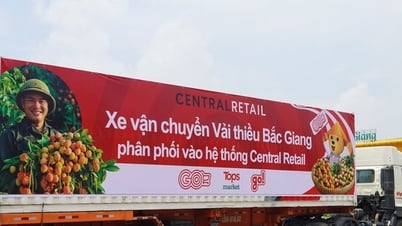 CENTRAL RETAIL
Xe vận chuyển Vải thiều Bắc Giang
phân phối vào hệ thống Central Retail
GO!
Tops
market
go!
Giang